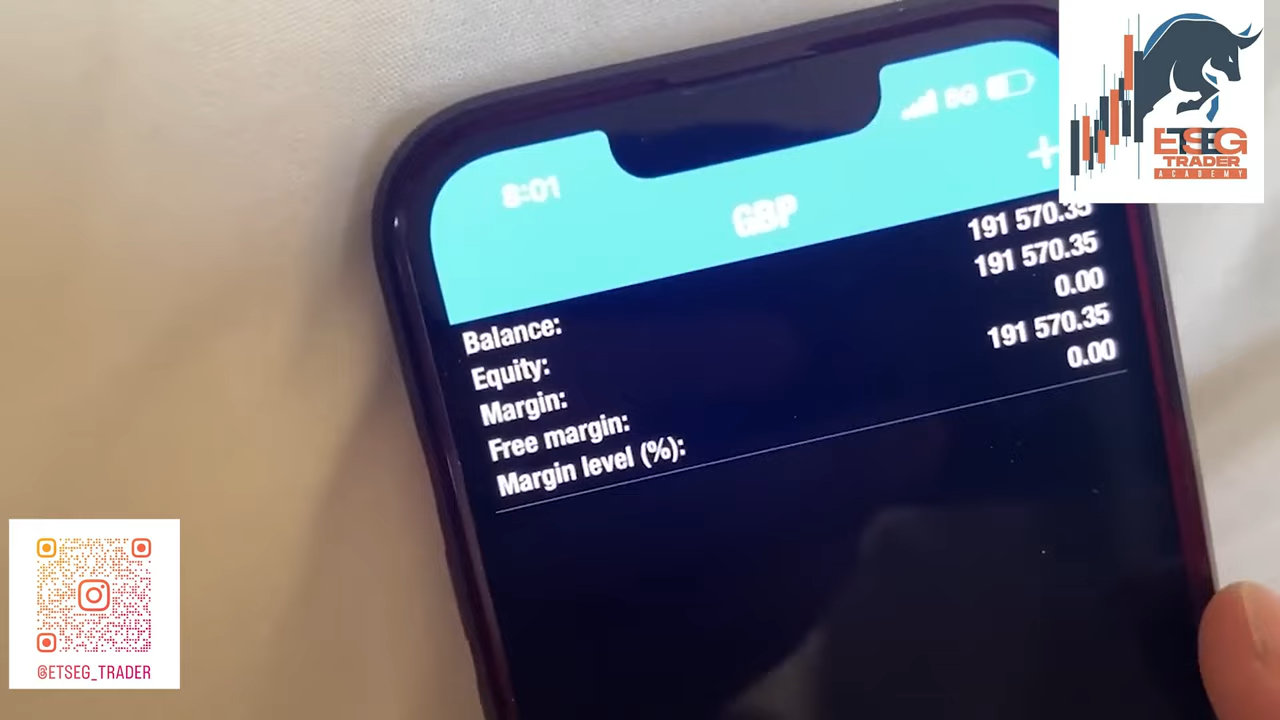 8:01
5G
GBP
Balance: 191 570.35
Equity: 191 570.35
Margin: 0.00
Free margin: 191 570.35
Margin level (%): 0.00
TRADER
ACADEMY
@ETSEG_TRADER